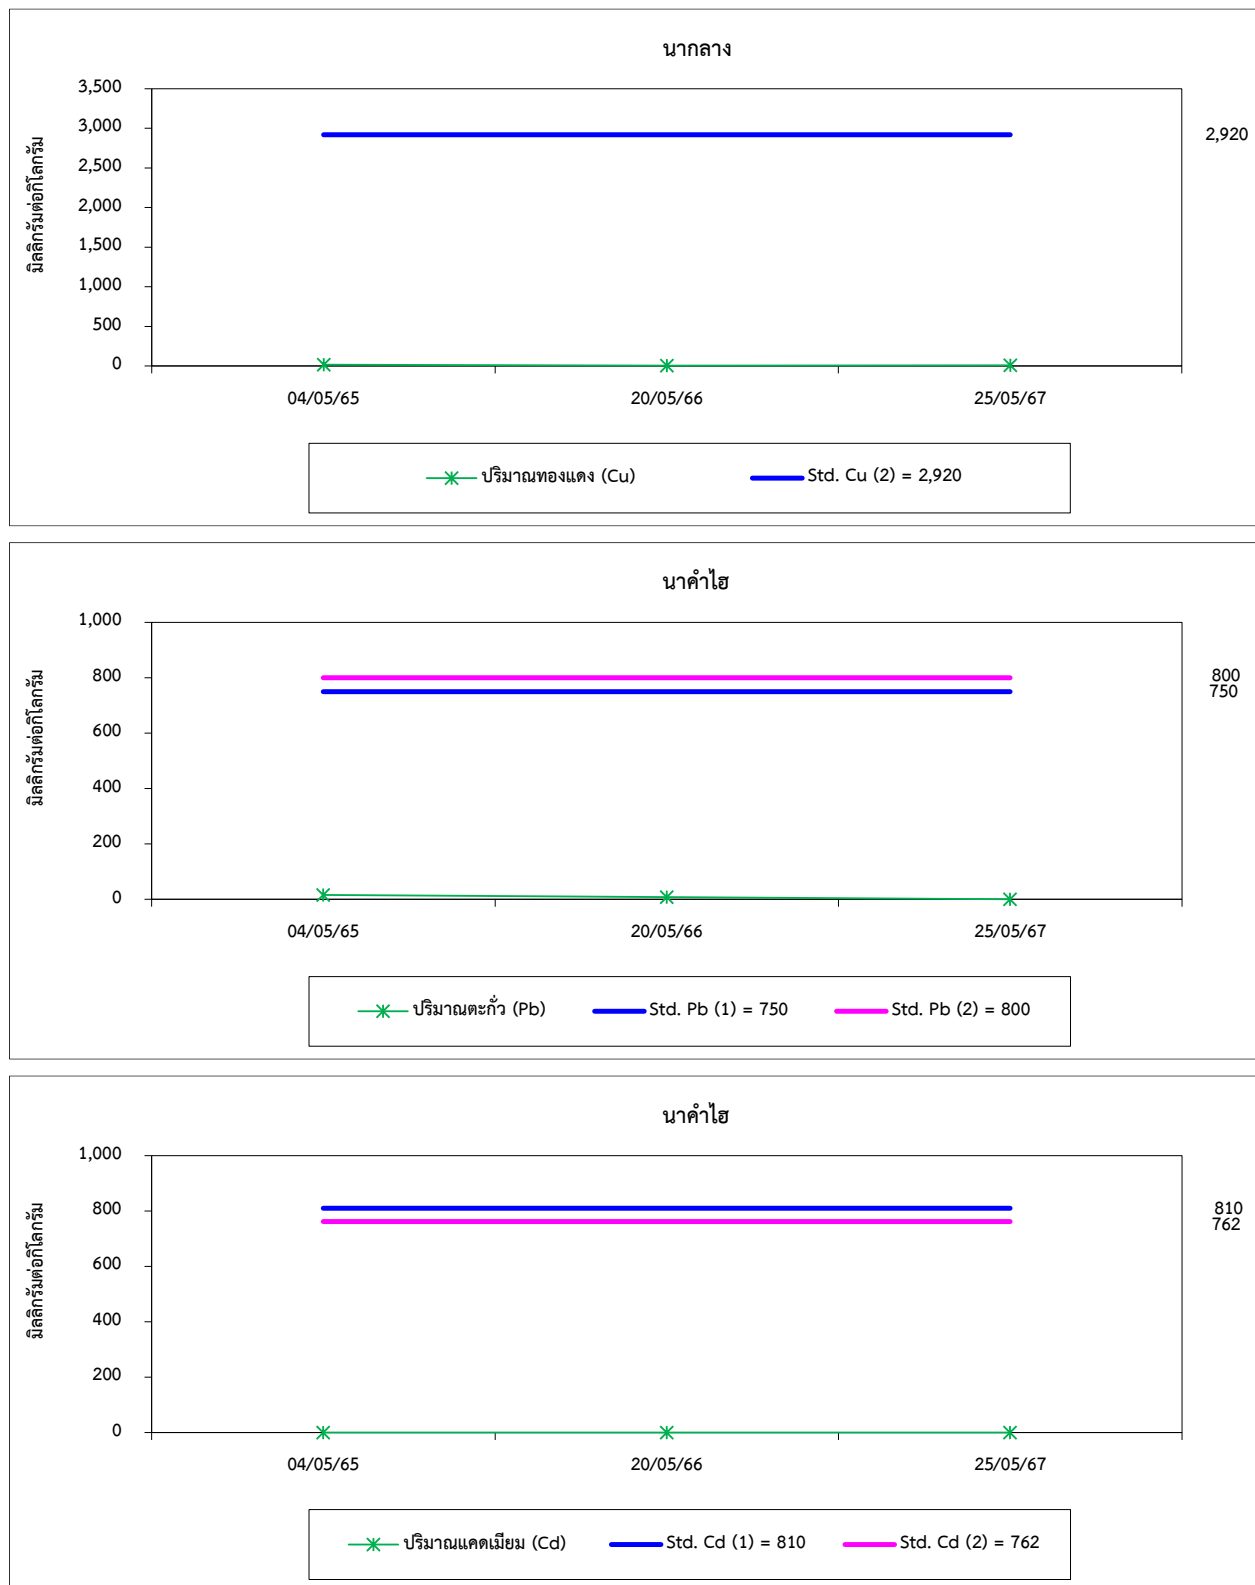 นากลาง
มิลลิกรัมต่อกิโลกรัม
3,500
3,000
2,500
2,000
1,500
1,000
500
0
2,920
04/05/65 20/05/66 25/05/67
ปริมาณทองแดง (Cu) Std. Cu (2) = 2,920
นาคำไฮ
มิลลิกรัมต่อกิโลกรัม
1,000
800
600
400
200
0
800
750
04/05/65 20/05/66 25/05/67
ปริมาณตะกั่ว (Pb) Std. Pb (1) = 750 Std. Pb (2) = 800
นาคำไฮ
มิลลิกรัมต่อกิโลกรัม
1,000
800
600
400
200
0
810
762
04/05/65 20/05/66 25/05/67
ปริมาณแคดเมียม (Cd) Std. Cd (1) = 810 Std. Cd (2) = 762